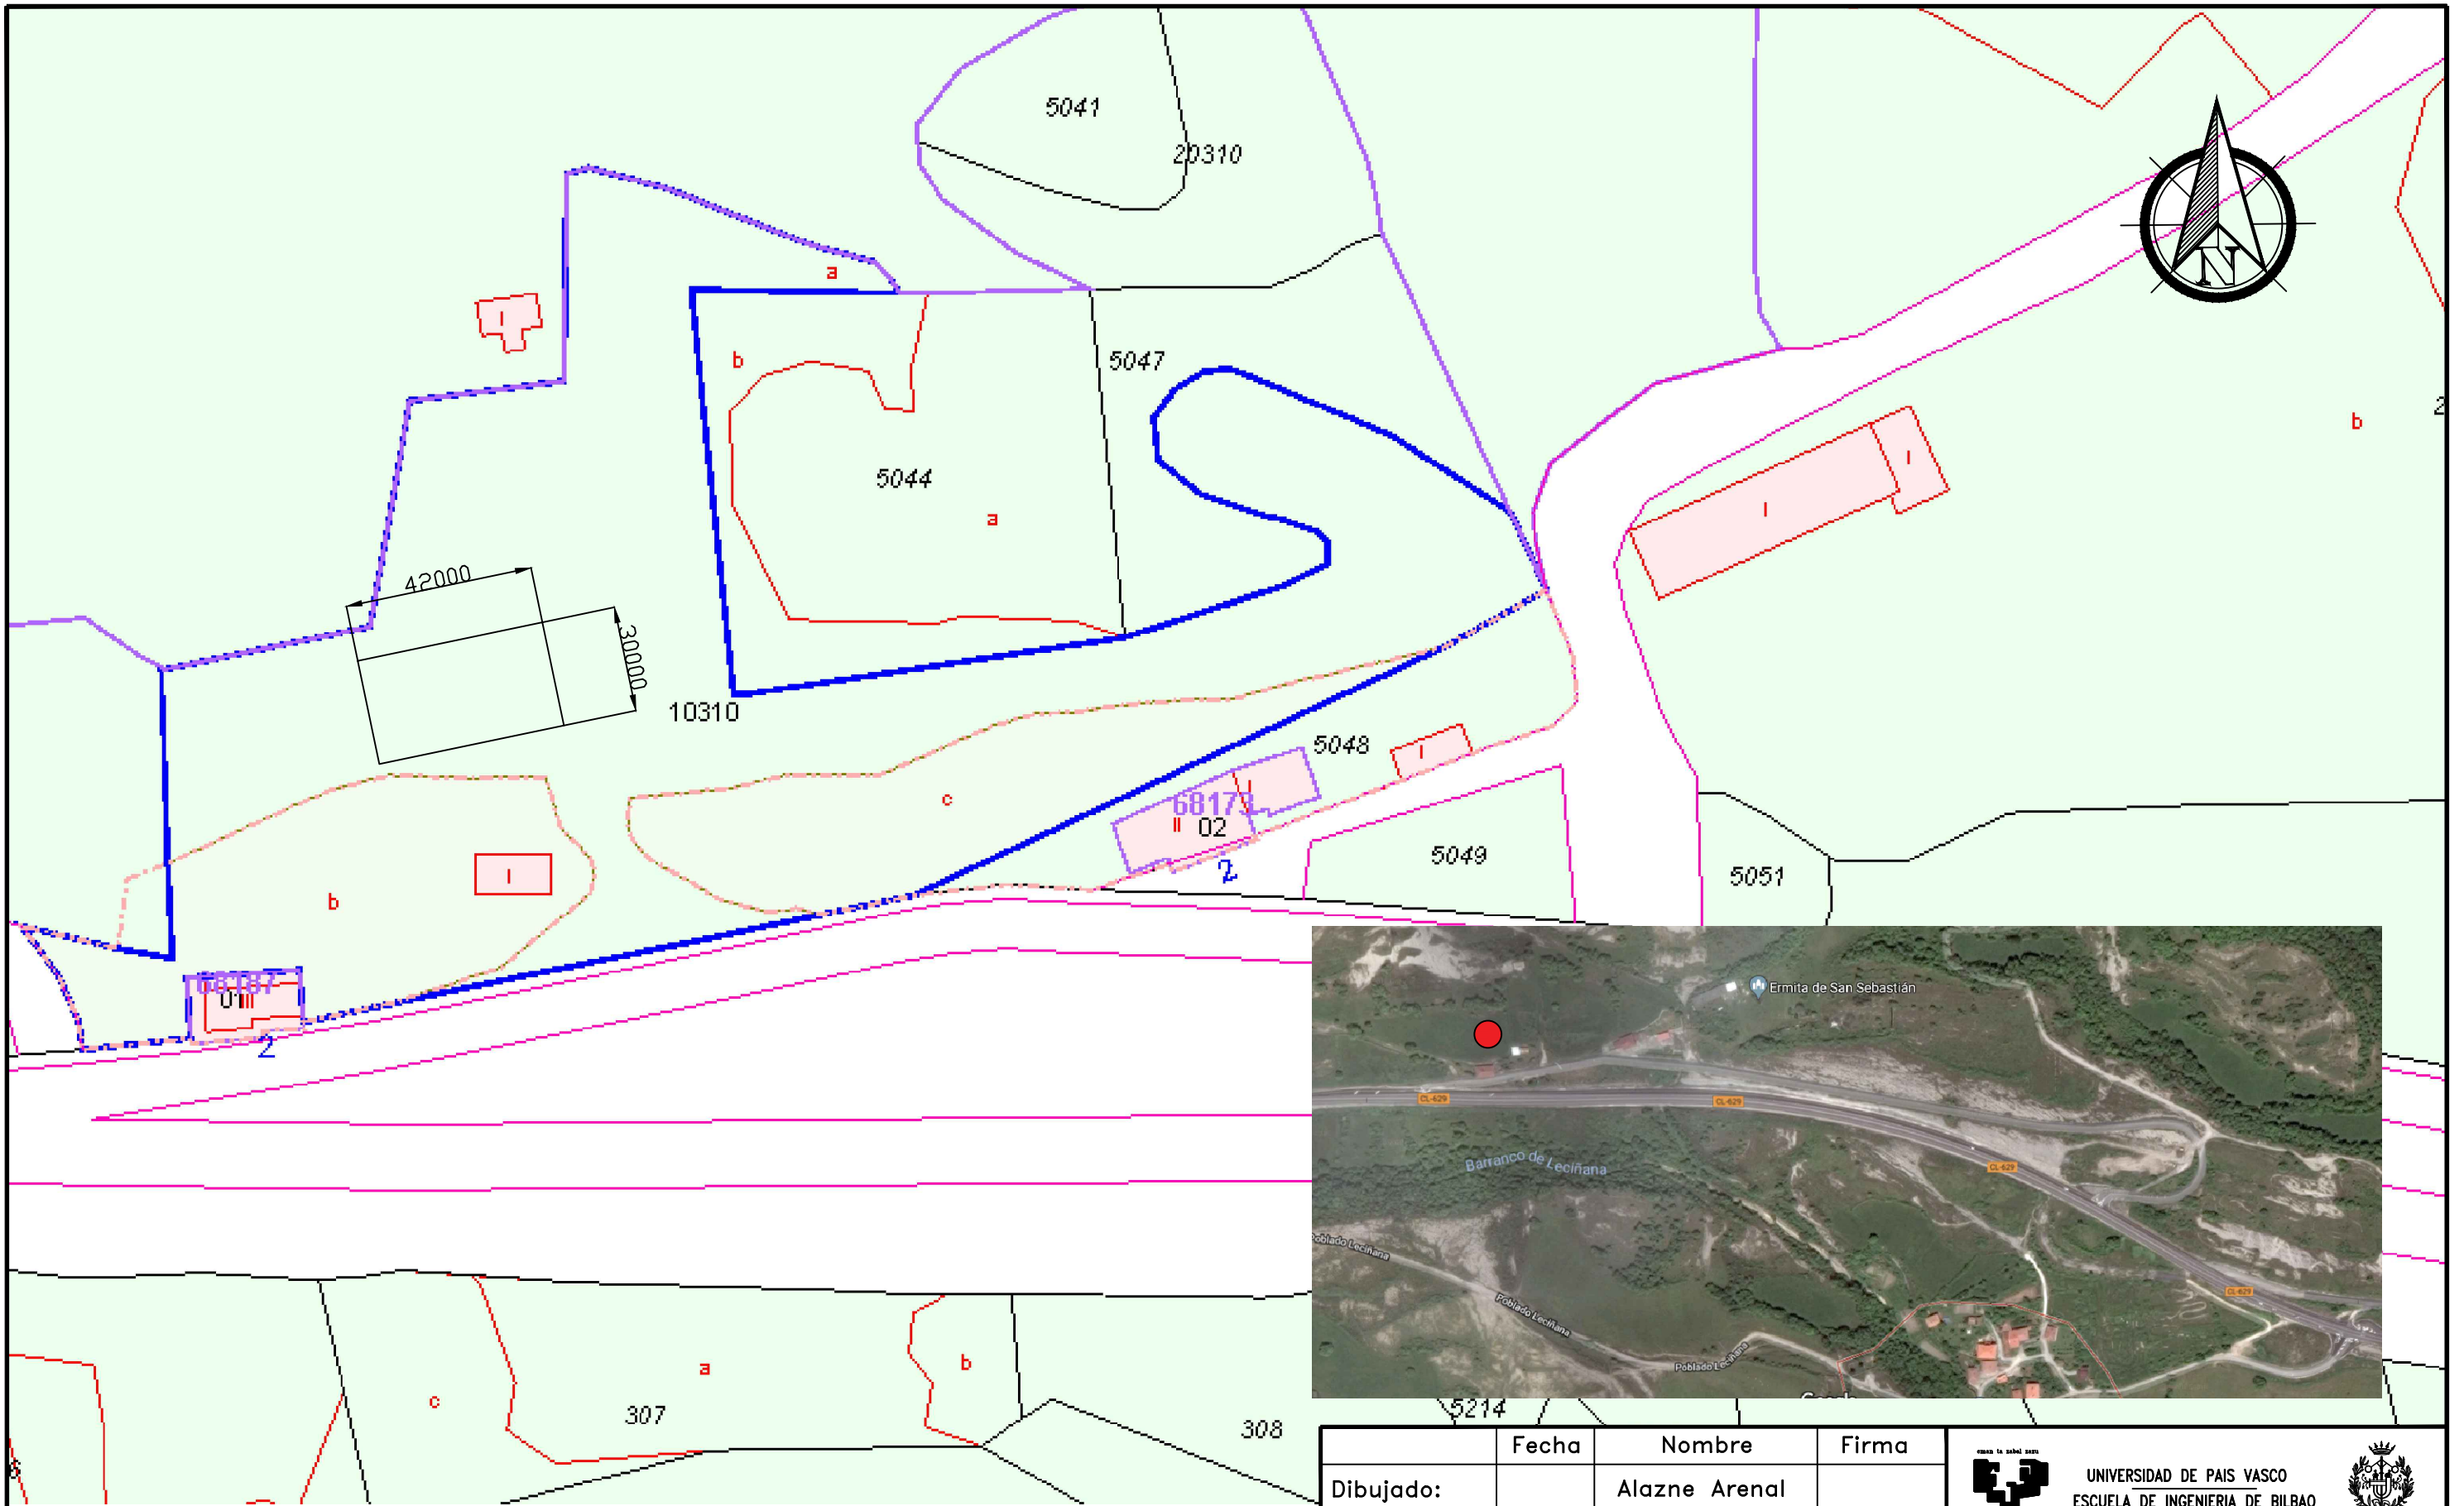 5041
20310
a
I
b
5047
b
I
I
5044
a
42000
30000
10310
5048
I
c
I
68173
II 02
2
5049
5051
I
b
68187
01 III
2
Ermita de San Sebastián
CL-629
CL-629
Barranco de Leciñana
CL-629
Poblado Leciñana
Poblado Leciñana
CL-629
Poblado Leciñana
a
b
c
307
308
5214
Fecha Nombre Firma
Dibujado: Alazne Arenal
UNIVERSIDAD DE PAIS VASCO
ESCUELA DE INGENIERIA DE BILBAO
N